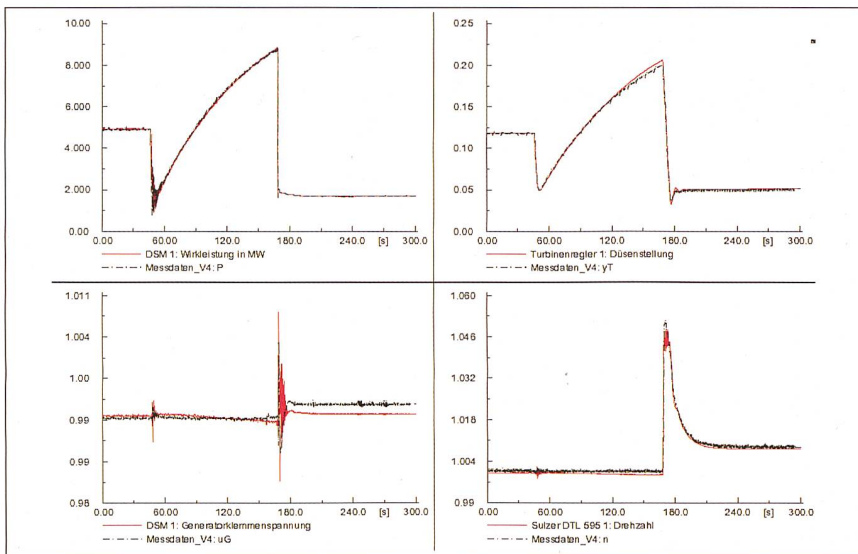 10.00
8.000
6.000
4.000
2.000
0.00
0.00 60.00 120.0 180.0 240.0 [s] 300.0
DSM 1: Wirkleistung in MW
Messdaten_V4: P
0.25
0.20
0.15
0.10
0.05
0.00
0.00 60.00 120.0 180.0 240.0 [s] 300.0
Turbinenregler 1: Düsenstellung
Messdaten_V4: yT
1.011
1.004
1.00
0.99
0.99
0.98
0.00 60.00 120.0 180.0 240.0 [s] 300.0
DSM 1: Generatorklemmenspannung
Messdaten_V4: uG
1.060
1.046
1.032
1.018
1.004
0.99
0.00 60.00 120.0 180.0 240.0 [s] 300.0
Sulzer DTL 595 1: Drehzahl
Messdaten_V4: n